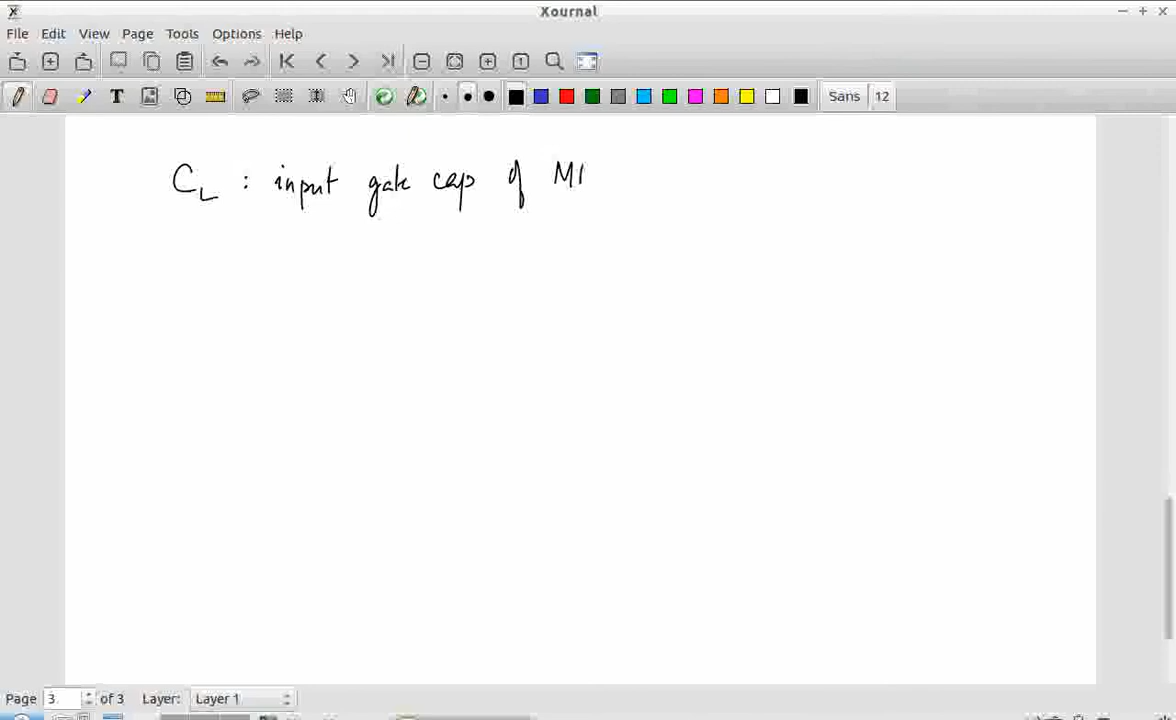 Xournal
File Edit View Page Tools Options Help
Sans 12
C_L : input gate cap of M1
Page 3 of 3 Layer: Layer 1